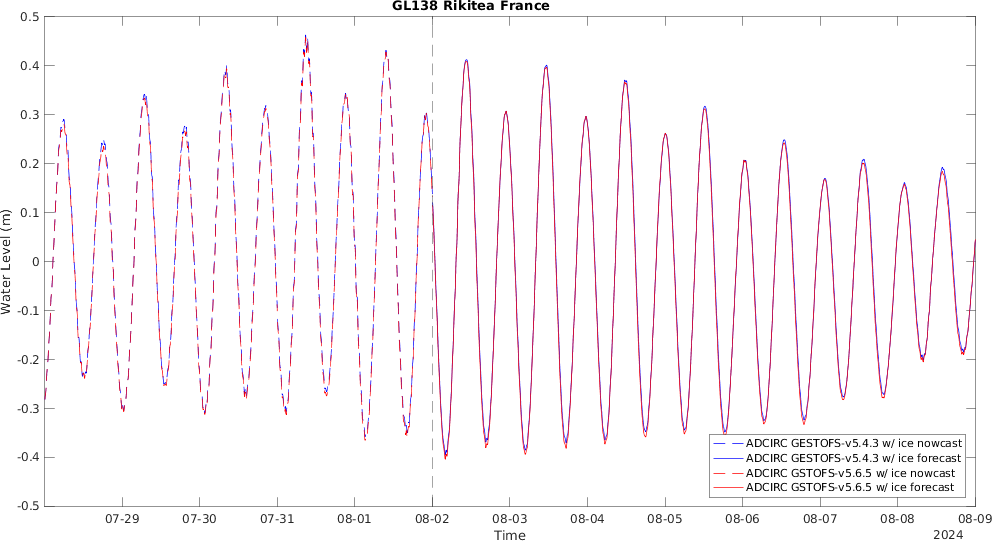 GL138 Rikitea France
0.5
0.4
0.3
0.2
0.1
0
-0.1
-0.2
-0.3
-0.4
-0.5
Water Level (m)
ADCIRC GESTOFS-v5.4.3 w/ ice nowcast
ADCIRC GESTOFS-v5.4.3 w/ ice forecast
ADCIRC GSTOFS-v5.6.5 w/ ice nowcast
ADCIRC GSTOFS-v5.6.5 w/ ice forecast
07-29 07-30 07-31 08-01 08-02 08-03 08-04 08-05 08-06 08-07 08-08 08-09
Time
2024